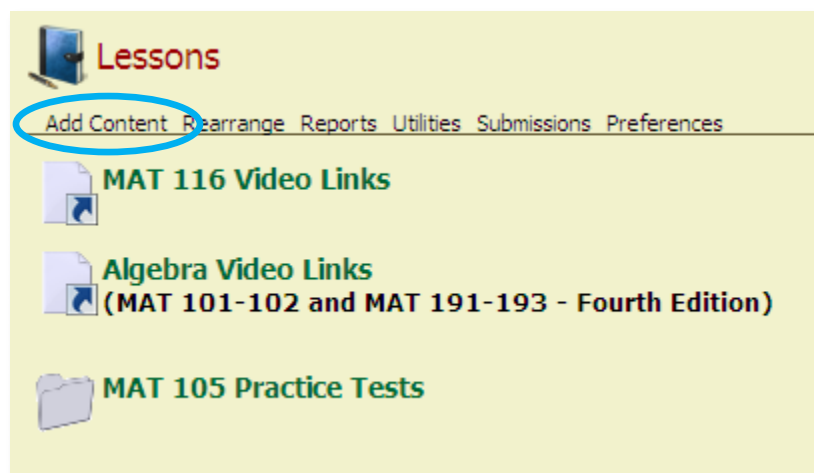 Lessons
Add Content Rearrange Reports Utilities Submissions Preferences
MAT 116 Video Links
Algebra Video Links
(MAT 101-102 and MAT 191-193 - Fourth Edition)
MAT 105 Practice Tests